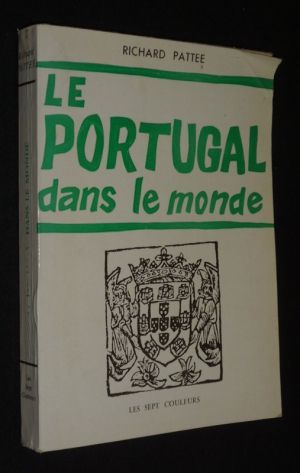 RICHARD PATTEE
LE
PORTUGAL
dans le monde
LES SEPT COULEURS